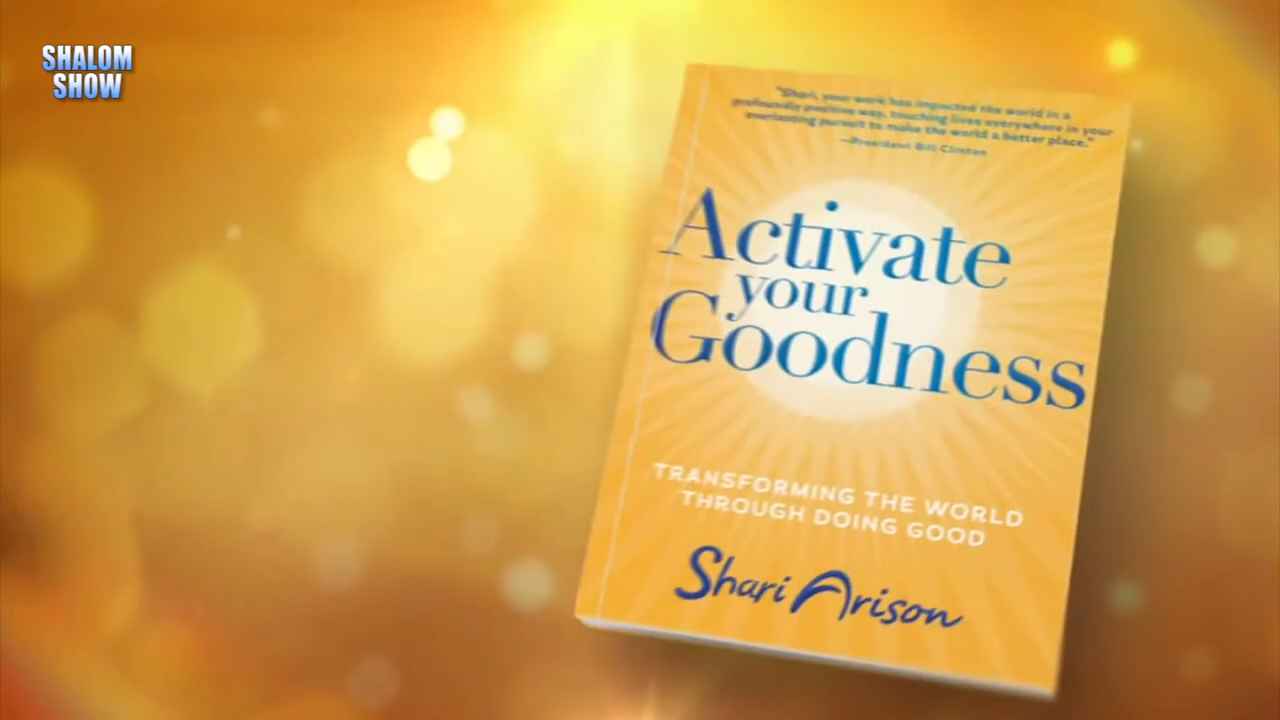 SHALOM
SHOW
"Shari, your work has impacted the world in a
profoundly positive way, touching lives everywhere in your
everlasting pursuit to make the world a better place."
—President Bill Clinton
Activate
your
Goodness
TRANSFORMING THE WORLD
THROUGH DOING GOOD
Shari Arison